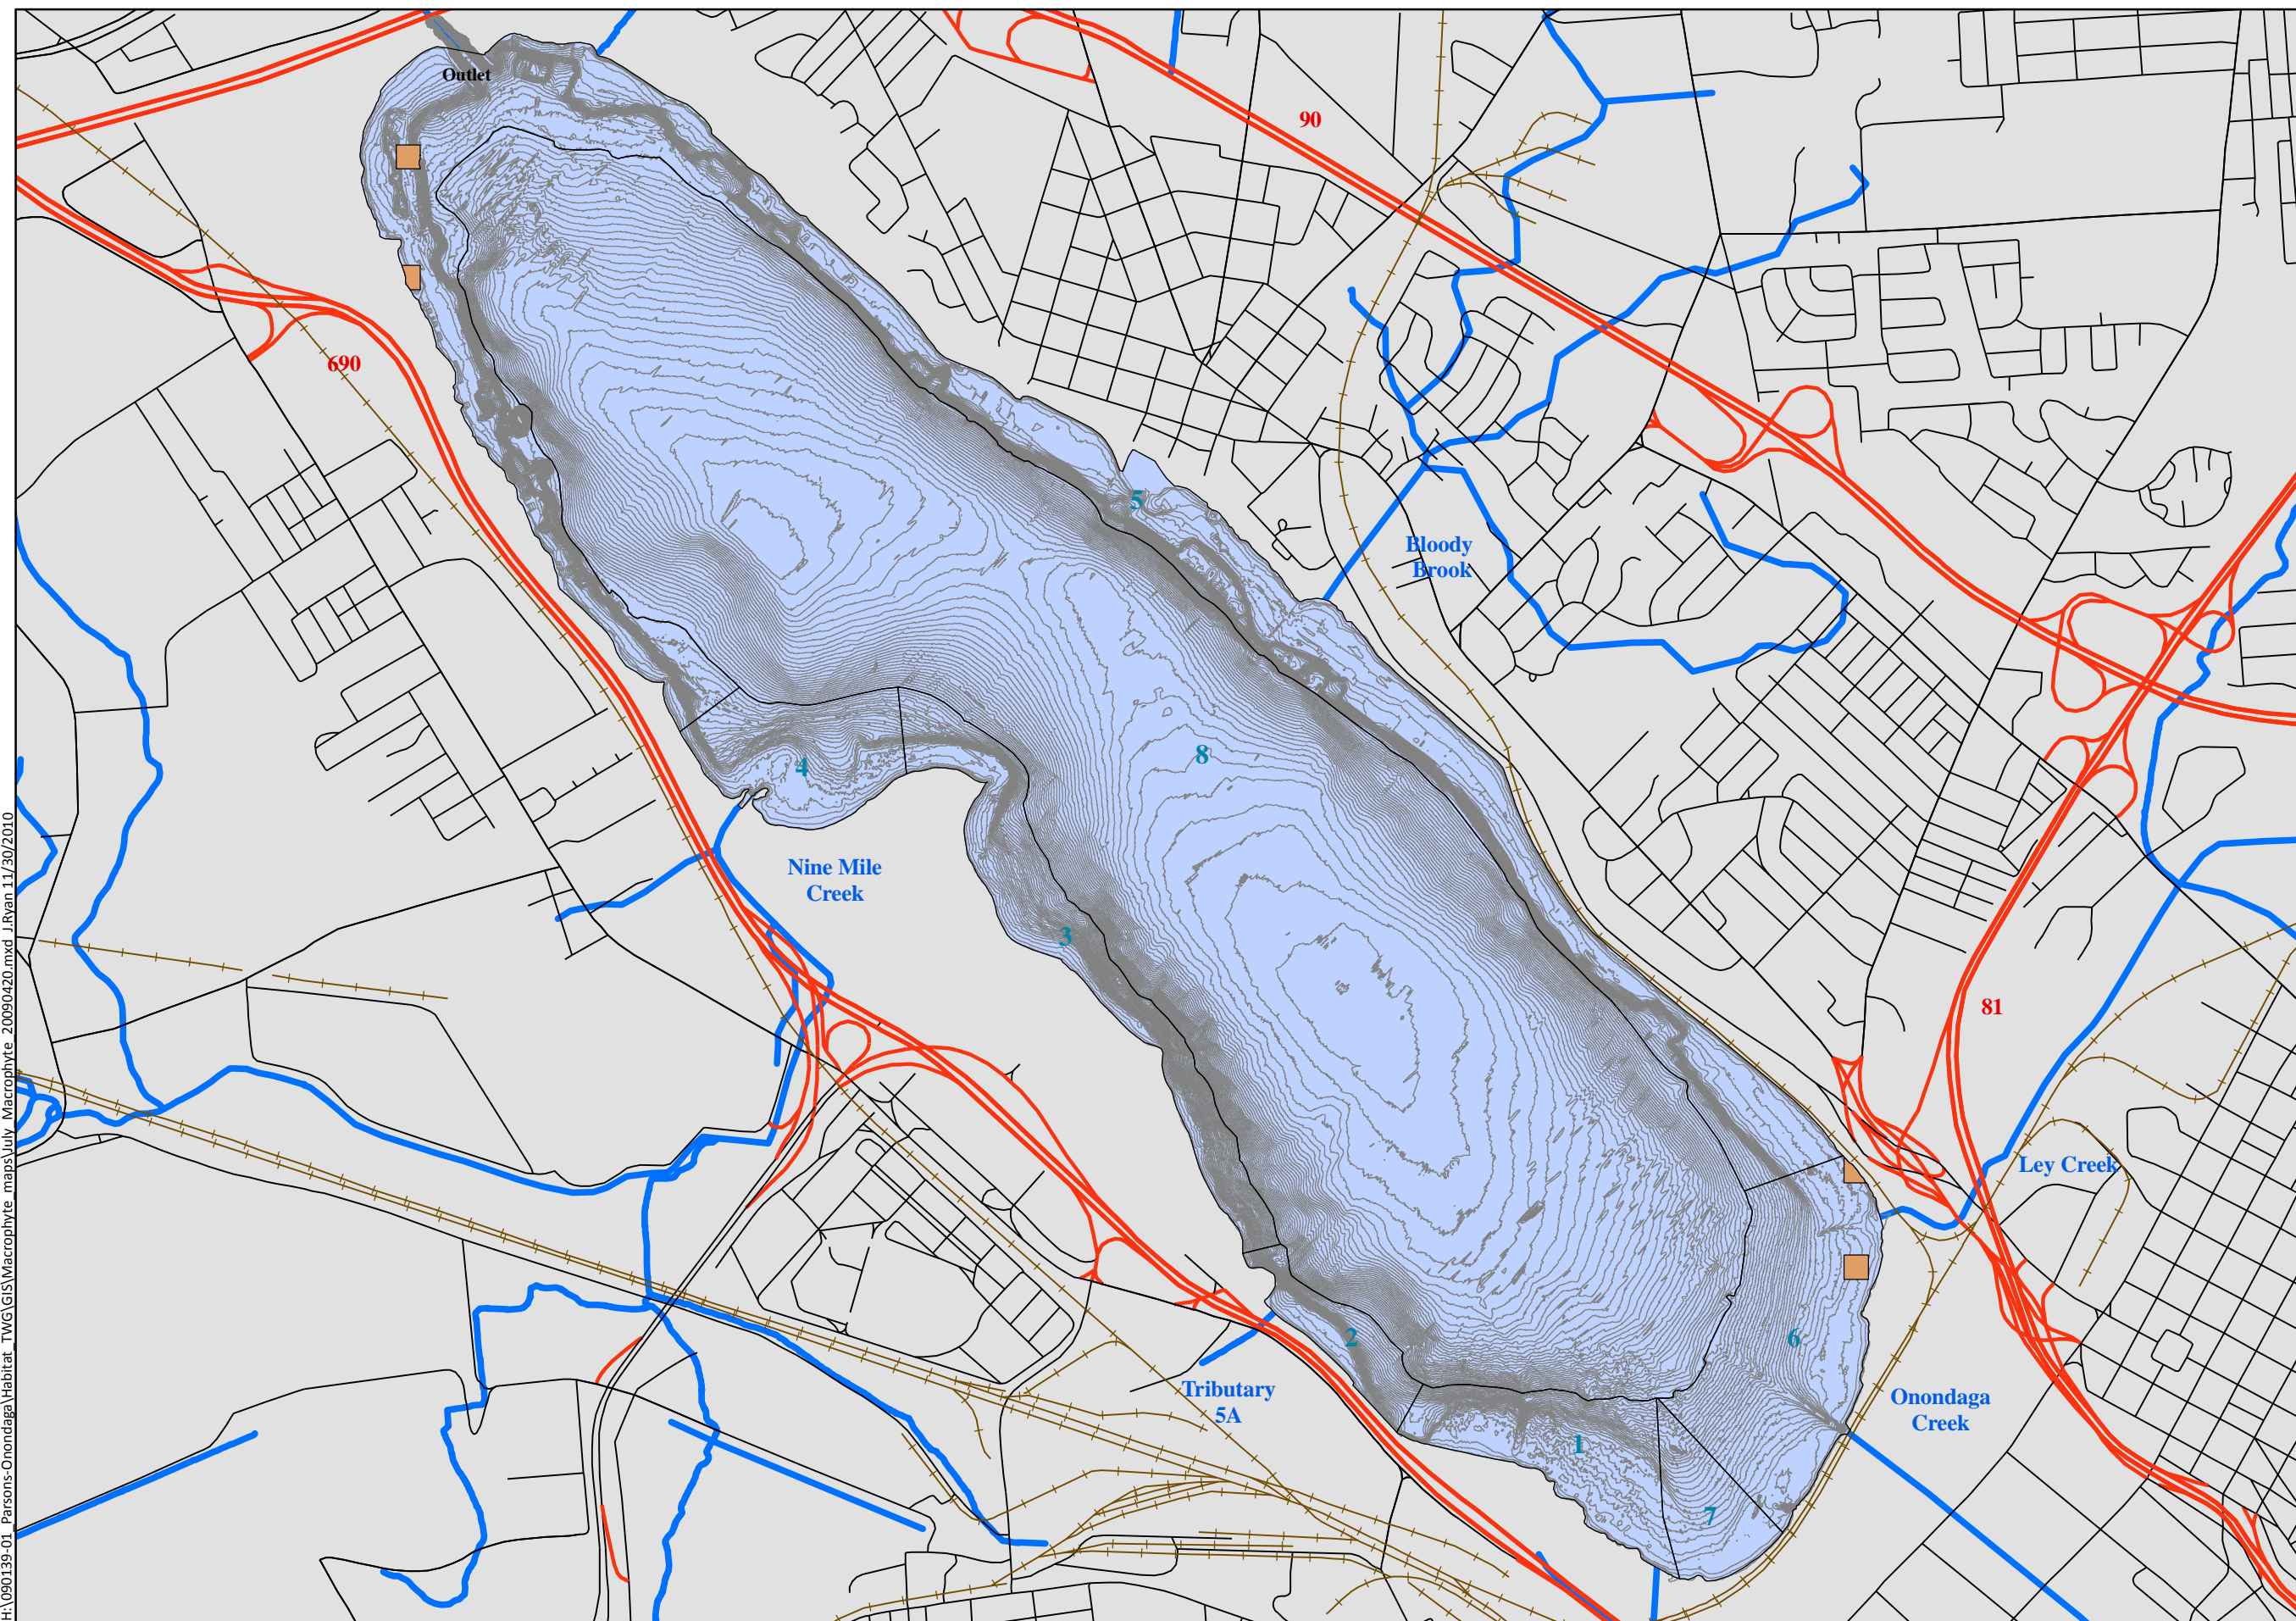 Outlet
90
690
5
Bloody
Brook
8
4
Nine Mile
Creek
3
81
Ley Creek
2
6
Tributary
5A
Onondaga
Creek
1
7
H:\090139-01_Parsons-Onondaga\Habitat_TWG\GIS\Macrophyte_maps\July_Macrophyte_20090420.mxd J.Ryan 11/30/2010